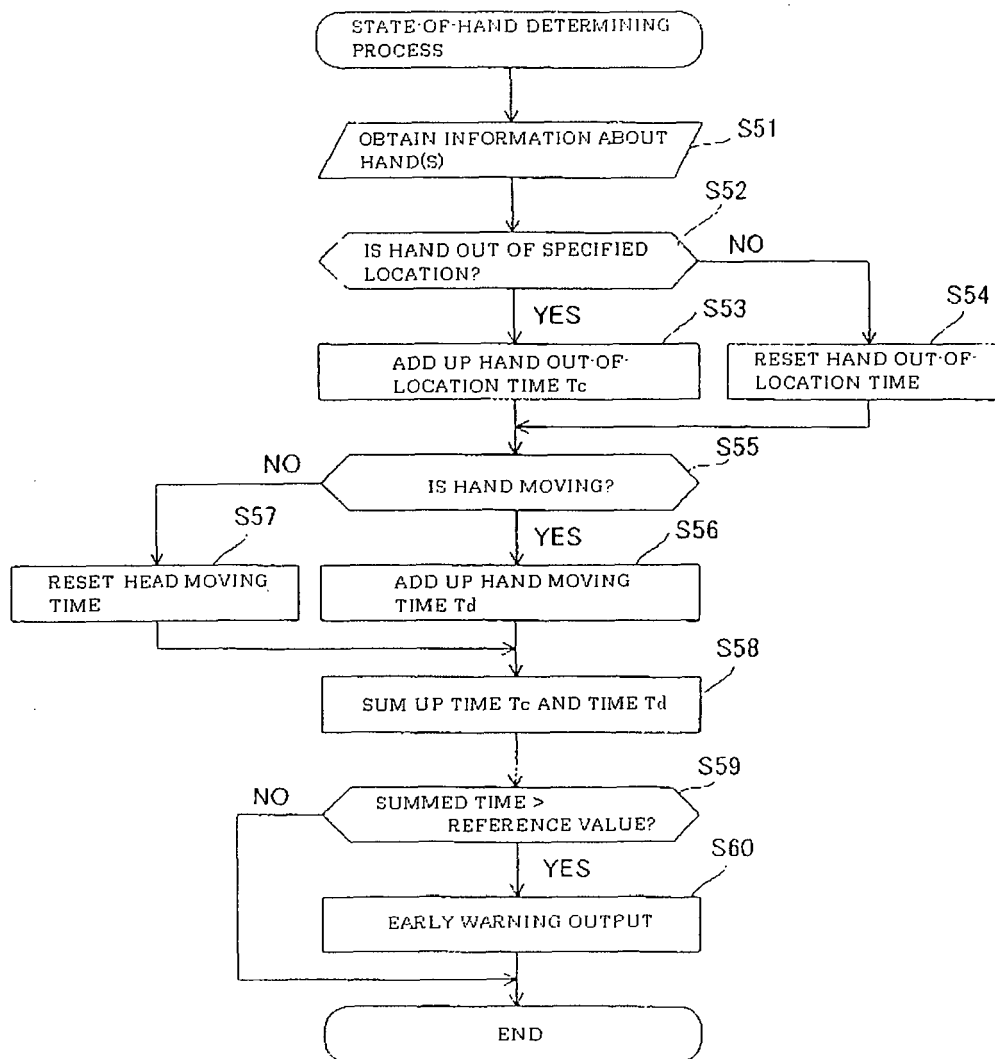 STATE-OF-HAND DETERMINING
PROCESS
OBTAIN INFORMATION ABOUT
HAND(S)
S51
S52
IS HAND OUT OF SPECIFIED
LOCATION?
NO
YES
S53
S54
ADD UP HAND OUT-OF-
LOCATION TIME Tc
RESET HAND OUT-OF-
LOCATION TIME
S55
NO
IS HAND MOVING?
S57
YES
S56
RESET HEAD MOVING
TIME
ADD UP HAND MOVING
TIME Td
S58
SUM UP TIME Tc AND TIME Td
S59
NO
SUMMED TIME >
REFERENCE VALUE?
YES
S60
EARLY WARNING OUTPUT
END